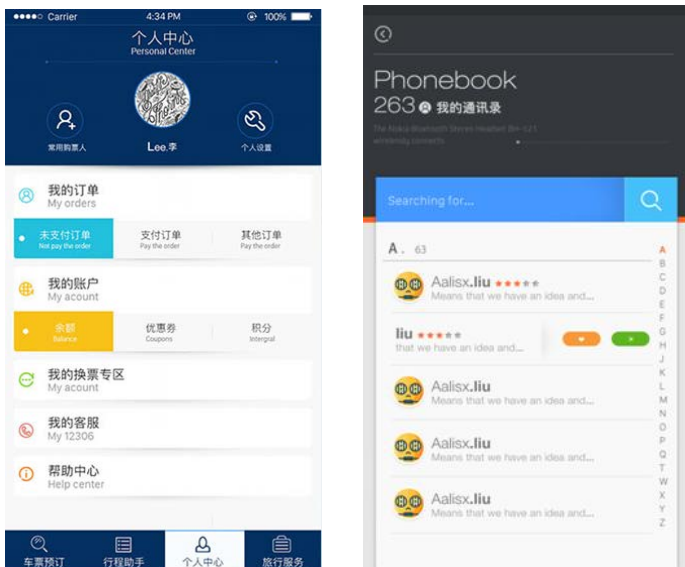 Carrier 4:34 PM 100%
个人中心
Personal Center
常用购票人 Lee.李 个人设置
我的订单
My orders
未支付订单 支付订单 其他订单
Not pay the order Pay the order Pay the order
我的账户
My acount
余额 优惠券 积分
Balance Coupons Intergral
我的换票专区
My acount
我的客服
My 12306
帮助中心
Help center
车票预订 行程助手 个人中心 旅行服务
Phonebook
263 我的通讯录
The Nokia Bluetooth Stereo Headset BH-
wirelessly connects
Searching for...
A . 63
Aalisx.liu
Means that we have an idea and...
liu
that we have an idea and...
Aalisx.liu
Means that we have an idea and...
Aalisx.liu
Means that we have an idea and...
Aalisx.liu
Means that we have an idea and...
A
B
C
D
E
F
G
H
J
K
L
M
N
O
P
Q
T
W
X
Y
Z